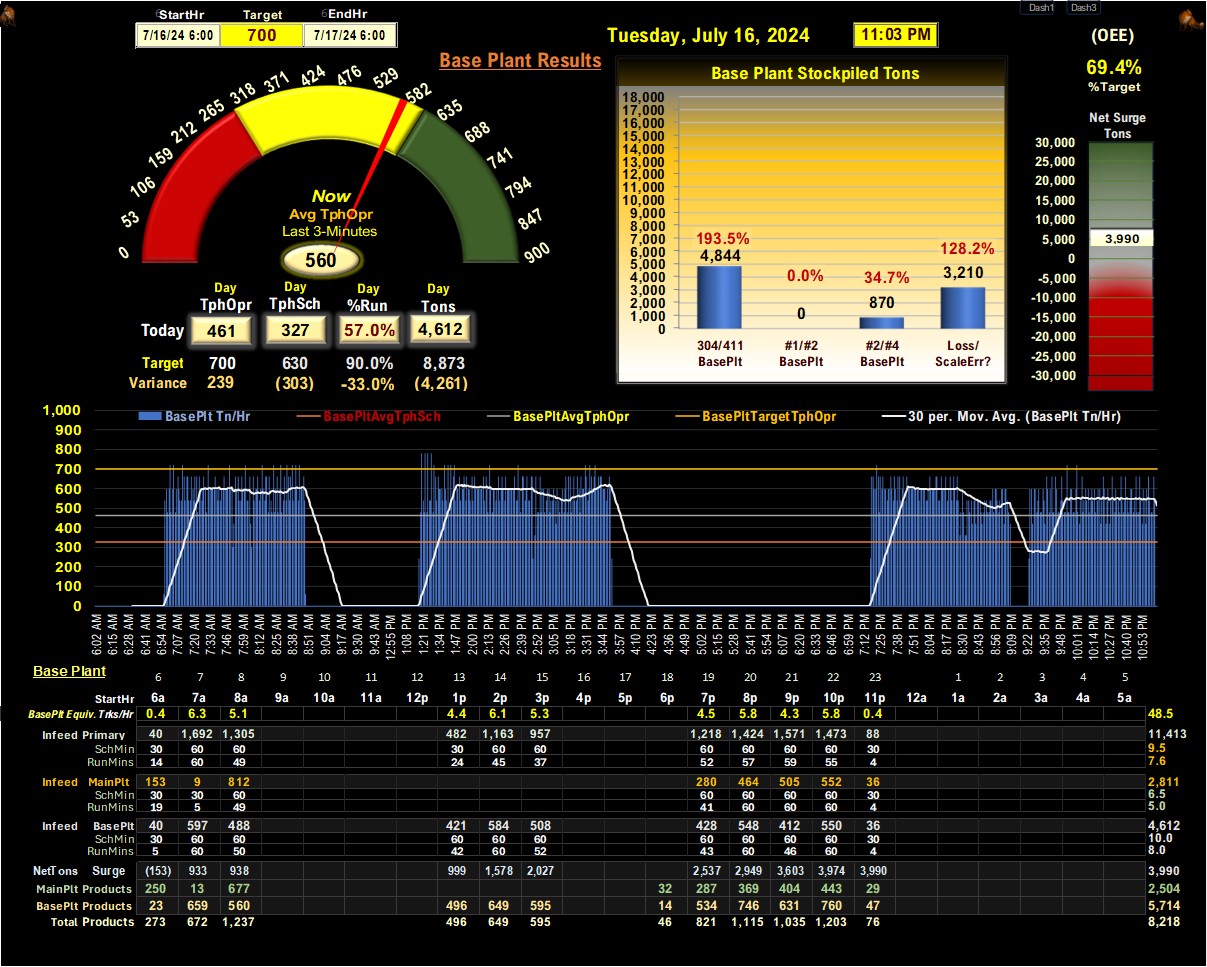 Dash1 Dash3
6StartHr Target 6EndHr
7/16/24 6:00 700 7/17/24 6:00
Tuesday, July 16, 2024 11:03 PM
(OEE)
69.4%
%Target
Base Plant Results
0 53 106 159 212 265 318 371 424 476 529 582 635 688 741 794 847 900
Now
Avg TphOpr
Last 3-Minutes
560
Day Day Day Day
TphOpr TphSch %Run Tons
Today 461 327 57.0% 4,612
Target 700 630 90.0% 8,873
Variance 239 (303) -33.0% (4,261)
Base Plant Stockpiled Tons
18,000
17,000
16,000
15,000
14,000
13,000
12,000
11,000
10,000
9,000
8,000
7,000
6,000
5,000
4,000
3,000
2,000
1,000
0
193.5% 0.0% 34.7% 128.2%
4,844 0 870 3,210
304/411 #1/#2 #2/#4 Loss/
BasePlt BasePlt BasePlt ScaleErr?
Net Surge
Tons
30,000
25,000
20,000
15,000
10,000
5,000
0
-5,000
-10,000
-15,000
-20,000
-25,000
-30,000
3,990
BasePlt Tn/Hr BasePltAvgTphSch BasePltAvgTphOpr BasePltTargetTphOpr 30 per. Mov. Avg. (BasePlt Tn/Hr)
1,000
900
800
700
600
500
400
300
200
100
0
6:02 AM 6:15 AM 6:28 AM 6:41 AM 6:54 AM 7:07 AM 7:20 AM 7:33 AM 7:46 AM 7:59 AM 8:12 AM 8:25 AM 8:38 AM 8:51 AM 9:04 AM 9:17 AM 9:30 AM 9:43 AM 12:55 PM 1:08 PM 1:21 PM 1:34 PM 1:47 PM 2:00 PM 2:13 PM 2:26 PM 2:39 PM 2:52 PM 3:05 PM 3:18 PM 3:31 PM 3:44 PM 3:57 PM 4:10 PM 4:23 PM 4:36 PM 4:49 PM 5:02 PM 5:15 PM 5:28 PM 5:41 PM 5:54 PM 6:07 PM 6:20 PM 6:33 PM 6:46 PM 6:59 PM 7:12 PM 7:25 PM 7:38 PM 8:04 PM 8:17 PM 8:30 PM 8:43 PM 8:56 PM 9:09 PM 9:22 PM 9:35 PM 9:48 PM 10:01 PM 10:14 PM 10:27 PM 10:40 PM 10:53 PM
Base Plant 6 7 8 9 10 11 12 13 14 15 16 17 18 19 20 21 22 23 1 2 3 4 5
StartHr 6a 7a 8a 9a 10a 11a 12p 1p 2p 3p 4p 5p 6p 7p 8p 9p 10p 11p 12a 1a 2a 3a 4a 5a
BasePlt Equiv. Trks/Hr 0.4 6.3 5.1 4.4 6.1 5.3 4.5 5.8 4.3 5.8 0.4 48.5
Infeed Primary 40 1,692 1,305 482 1,163 957 1,218 1,424 1,571 1,473 88 11,413
SchMin 30 60 60 30 60 60 60 60 60 60 30 9.5
RunMins 14 60 49 24 45 37 52 57 59 55 4 7.6
Infeed MainPlt 153 9 812 280 464 505 552 36 2,811
SchMin 30 30 60 60 60 60 60 30 6.5
RunMins 19 5 49 41 60 60 60 4 5.0
Infeed BasePlt 40 597 488 421 584 508 428 548 412 550 36 4,612
SchMin 30 60 60 60 60 60 60 60 60 60 30 10.0
RunMins 5 60 50 42 60 52 43 60 46 60 4 8.0
NetTons Surge (153) 933 938 999 1,578 2,027 2,537 2,949 3,603 3,974 3,990 3,990
MainPlt Products 250 13 677 32 287 369 404 443 29 2,504
BasePlt Products 23 659 560 496 649 595 14 534 746 631 760 47 5,714
Total Products 273 672 1,237 496 649 595 46 821 1,115 1,035 1,203 76 8,218